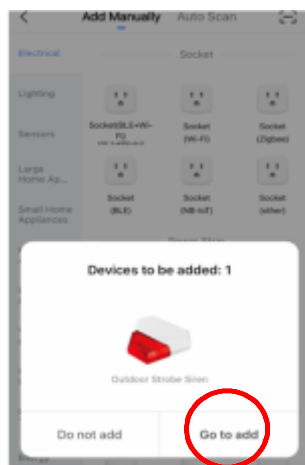 Add Manually Auto Scan
Electrical
Socket
Lighting
Sensors
Large
Home Ap...
Small Home
Appliances
Socket(BLE+Wi-
Fi)
Socket
(Wi-Fi)
Socket
(Zigbee)
Socket
(BLE)
Socket
(NB-IoT)
Socket
(other)
Devices to be added: 1
Outdoor Strobe Siren
Do not add
Go to add
Energy